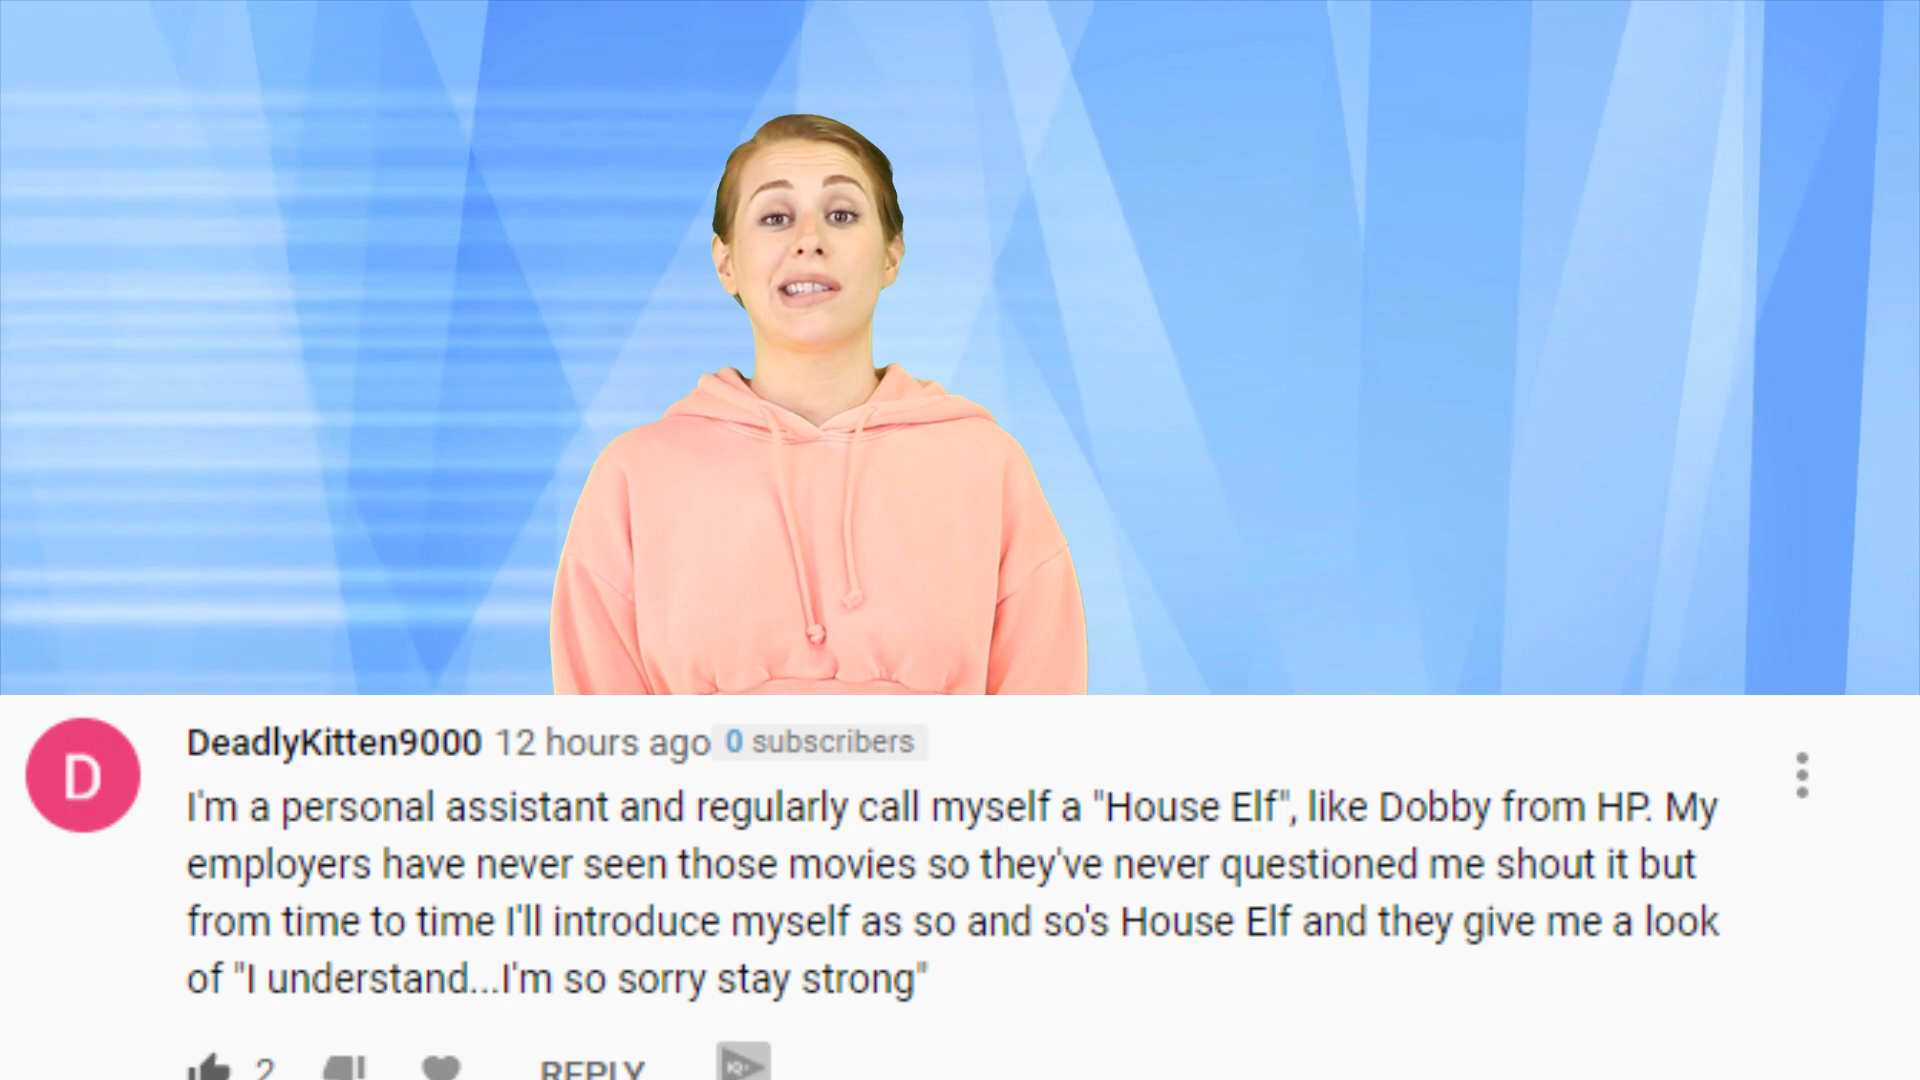 D
DeadlyKitten9000 12 hours ago 0 subscribers
I'm a personal assistant and regularly call myself a "House Elf", like Dobby from HP. My
employers have never seen those movies so they've never questioned me shout it but
from time to time I'll introduce myself as so and so's House Elf and they give me a look
of "I understand...I'm so sorry stay strong"
2 REPLY IQ+